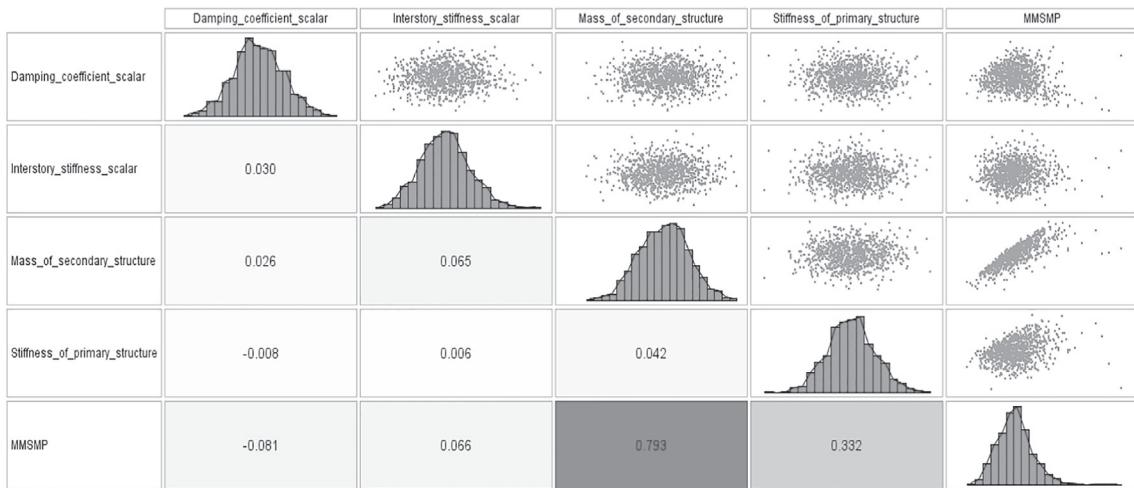 Damping_coefficient_scalar Interstory_stiffness_scalar Mass_of_secondary_structure Stiffness_of_primary_structure MMSMP
Damping_coefficient_scalar
Interstory_stiffness_scalar 0.030
Mass_of_secondary_structure 0.026 0.065
Stiffness_of_primary_structure -0.008 0.006 0.042
MMSMP -0.081 0.066 0.793 0.332